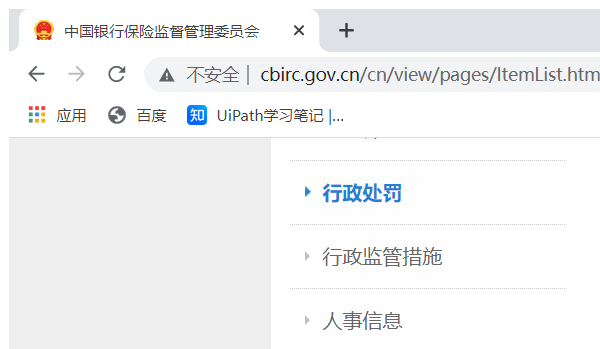 中国银行保险监督管理委员会
不安全 | cbirc.gov.cn/cn/view/pages/ItemList.htm
应用 百度 知 UiPath学习笔记 |...
行政处罚
行政监管措施
人事信息